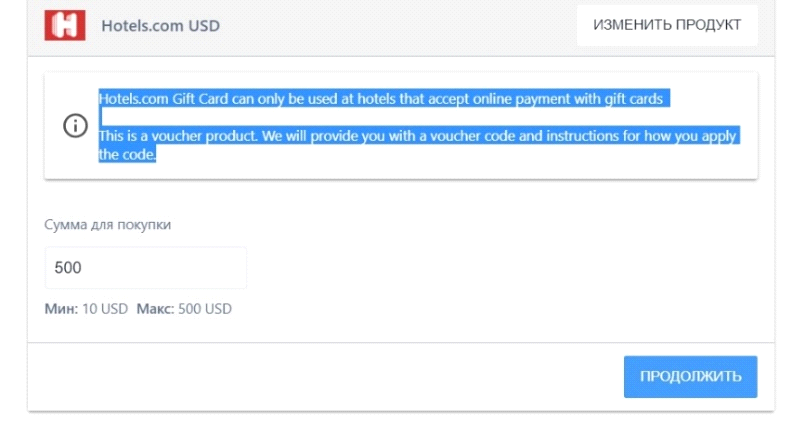 Hotels.com USD
ИЗМЕНИТЬ ПРОДУКТ
Hotels.com Gift Card can only be used at hotels that accept online payment with gift cards
This is a voucher product. We will provide you with a voucher code and instructions for how you apply
the code.
Сумма для покупки
500
Мин: 10 USD Макс: 500 USD
ПРОДОЛЖИТЬ